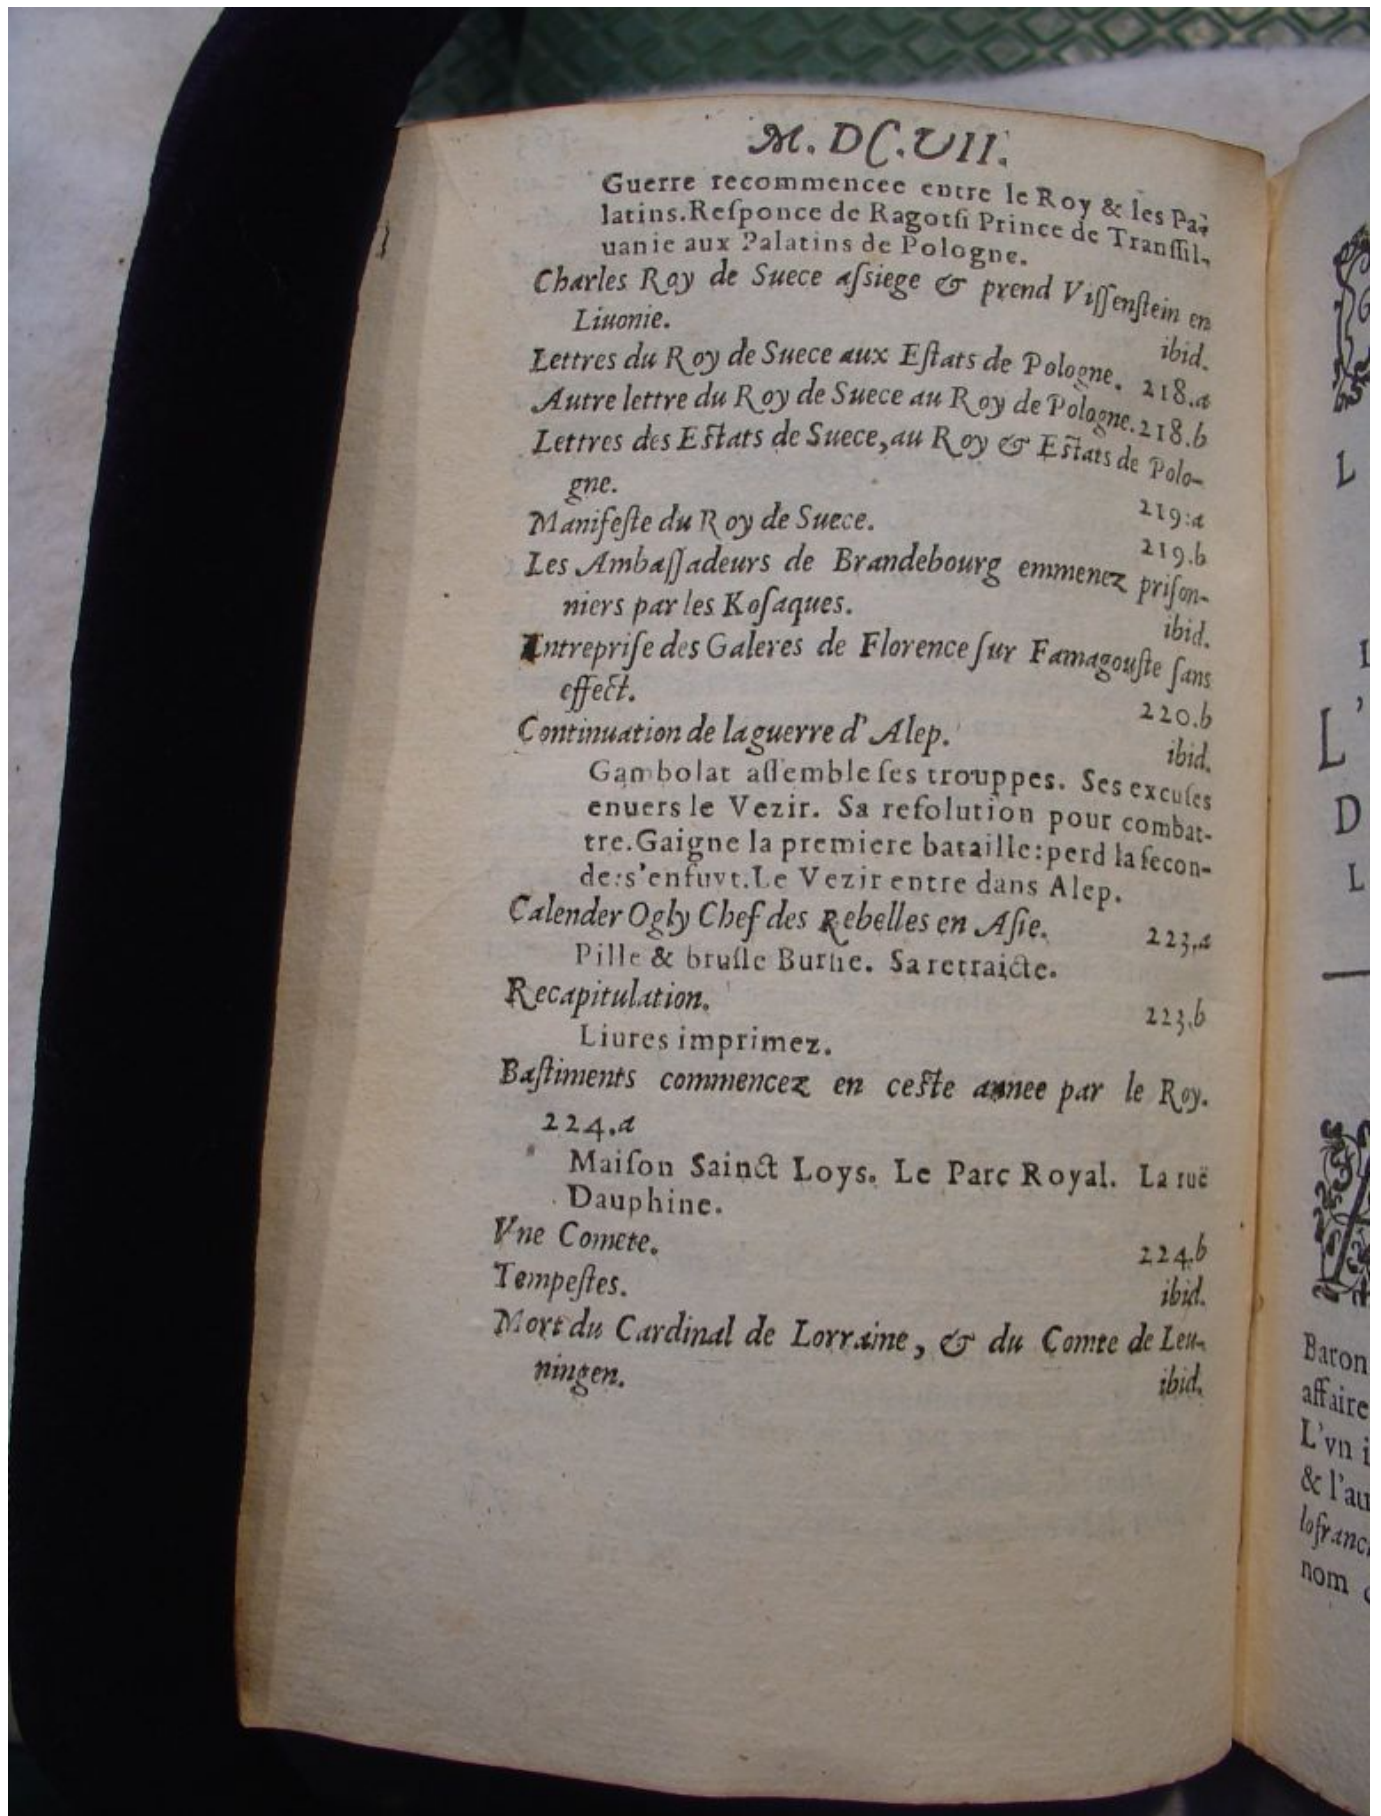 M.DC.VII.
Guerre recommencee entre le Roy & les Pa-
latins.Reſponce de Ragotſi Prince de Tranſſil-
uanie aux Palatins de Pologne.
Charles Roy de Suece aſsiege & prend Viſſenſtein en
Liuonie. ibid.
Lettres du Roy de Suece aux Eſtats de Pologne. 218.a
Autre lettre du Roy de Suece au Roy de Pologne.218.b
Lettres des Eſtats de Suece,au Roy & Eſtats de Polo-
gne. 219:a
Manifeſte du Roy de Suece. 219.b
Les Ambaſſadeurs de Brandebourg emmenez priſon-
niers par les Koſaques. ibid.
Entrepriſe des Galeres de Florence ſur Famagouſte ſans
effect. 220.b
Continuation de la guerre d'Alep. ibid.
Gambolat aſſemble ſes trouppes. Ses excuſes
enuers le Vezir. Sa reſolution pour combat-
tre.Gaigne la premiere bataille:perd la ſecon-
de:s'enfuyt.Le Vezir entre dans Alep.
Calender Ogly Chef des Rebelles en Aſie. 223.a
Pille & bruſle Burſie. Sa retraicte.
Recapitulation. 223.b
Liures imprimez.
Baſtiments commencez en ceſte annee par le Roy.
224.a
Maiſon Sainct Loys. Le Parc Royal. La ruë
Dauphine.
Vne Comete. 224.b
Tempeſtes. ibid.
Mort du Cardinal de Lorraine, & du Comte de Leu-
ningen. ibid.
L
L'
D
L
Baron
affaire
L'vn i
& l'au
loſranc
nom